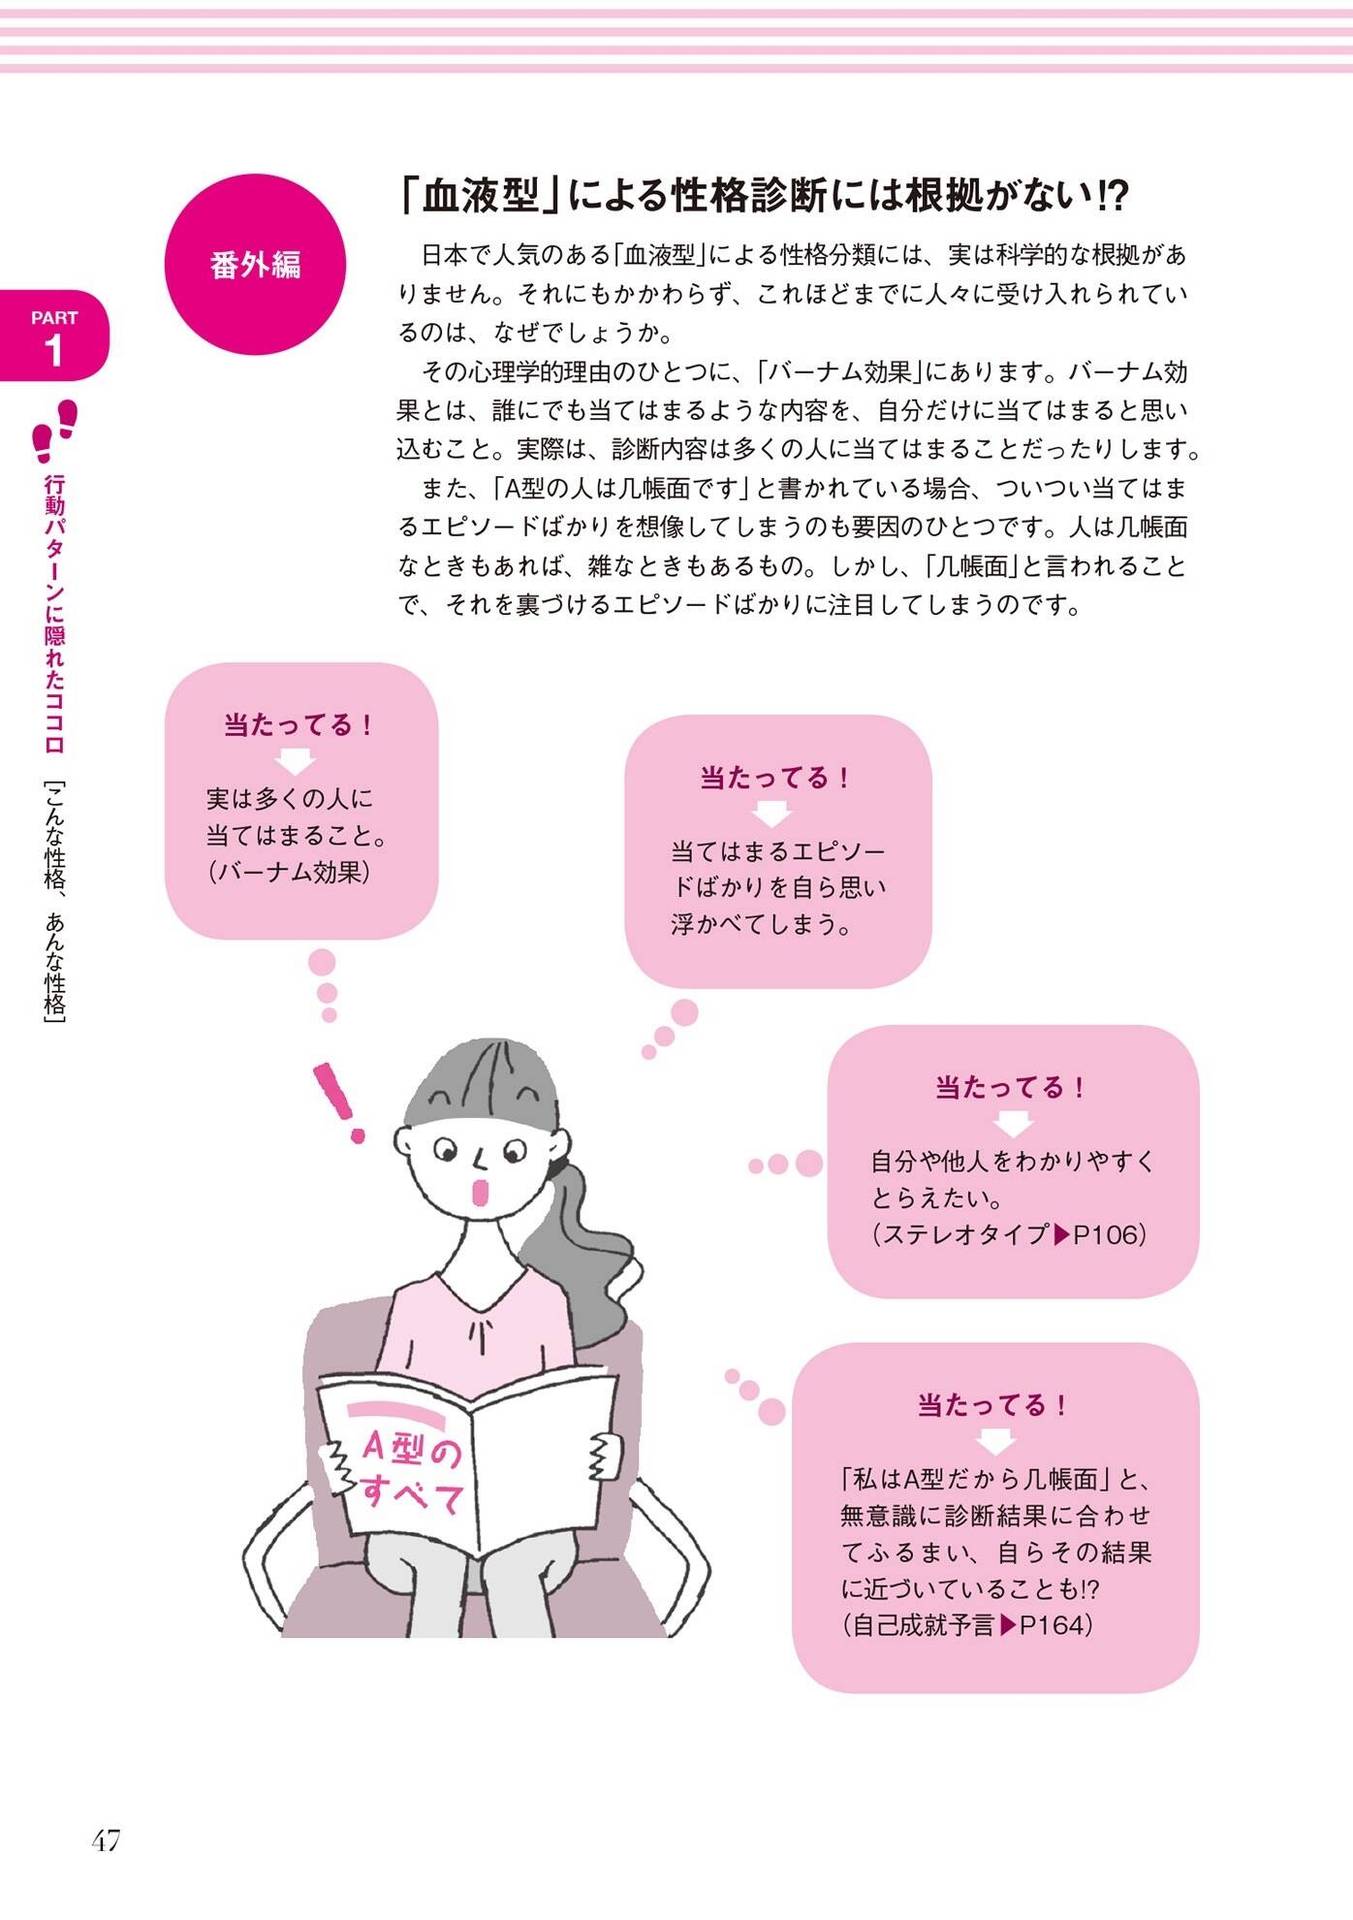 「血液型」による性格診断には根拠がない!?
番外編
日本で人気のある「血液型」による性格分類には、実は科学的な根拠があ
りません。それにもかかわらず、これほどまでに人々に受け入れられてい
るのは、なぜでしょうか。
その心理学的理由のひとつに、「バーナム効果」にあります。バーナム効
果とは、誰にでも当てはまるような内容を、自分だけに当てはまると思い
込むこと。実際は、診断内容は多くの人に当てはまることだったりします。
また、「A型の人は几帳面です」と書かれている場合、ついつい当てはま
るエピソードばかりを想像してしまうのも要因のひとつです。人は几帳面
なときもあれば、雑なときもあるもの。しかし、「几帳面」と言われること
で、それを裏づけるエピソードばかりに注目してしまうのです。
PART
1
行動パターンに隠れたココロ
[こんな性格、あんな性格]
当たってる！
実は多くの人に
当てはまること。
（バーナム効果）
当たってる！
当てはまるエピソー
ドばかりを自ら思い
浮かべてしまう。
当たってる！
自分や他人をわかりやすく
とらえたい。
（ステレオタイプ▶P106）
当たってる！
「私はA型だから几帳面」と、
無意識に診断結果に合わせ
てふるまい、自らその結果
に近づいていることも!?
（自己成就予言▶P164）
A型の
すべて
47